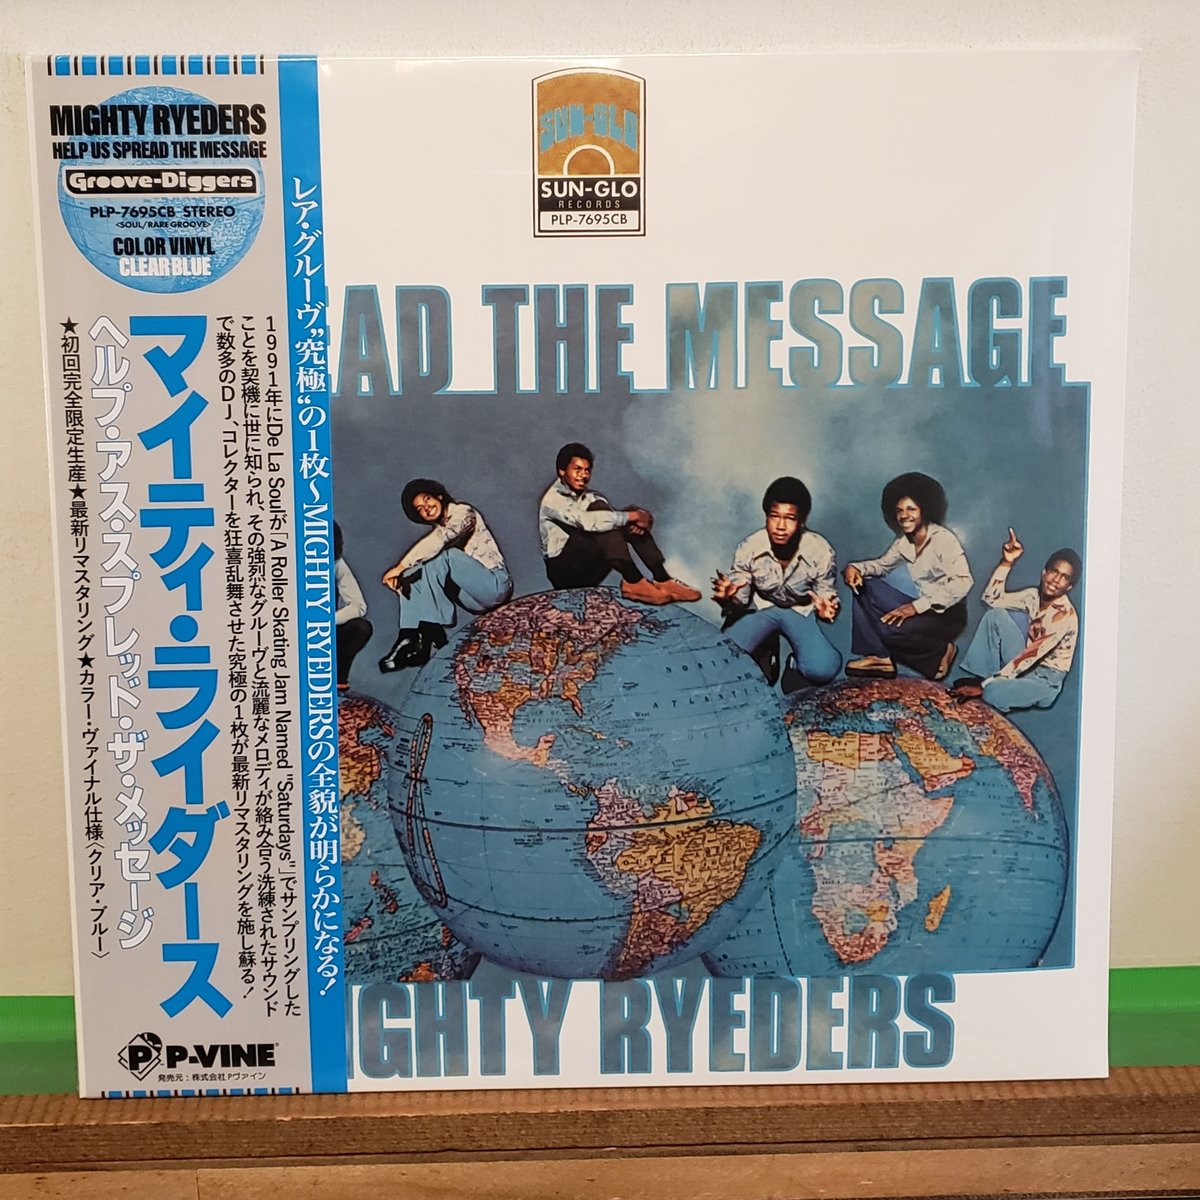 MIGHTY RYEDERS
HELP US SPREAD THE MESSAGE
Groove-Diggers
PLP-7695CB STEREO
<SOUL/RARE GROOVE>
COLOR VINYL
CLEAR BLUE
レア・グルーヴ"究極"の1枚〜MIGHTY RYEDERSの全貌が明らかになる!
1991年にDe La Soulが「A Roller Skating Jam Named "Saturdays"」でサンプリングした
ことを契機に世に知られ、その強烈なグルーヴと流麗なメロディが絡み合う洗練されたサウンド
で数多のDJ、コレクターを狂喜乱舞させた究極の1枚が最新リマスタリングを施し蘇る!
マイティ・ライダース
ヘルプ・アス・スプレッド・ザ・メッセージ
★初回完全限定生産★最新リマスタリング★カラー・ヴァイナル仕様〈クリア・ブルー〉
P P-VINE
発売元:株式会社Pヴァイン
SUN-GLO
SUN-GLO
RECORDS
PLP-7695CB
EAD THE MESSAGE
NORTH
ATLANTIC
IGHTY RYEDERS